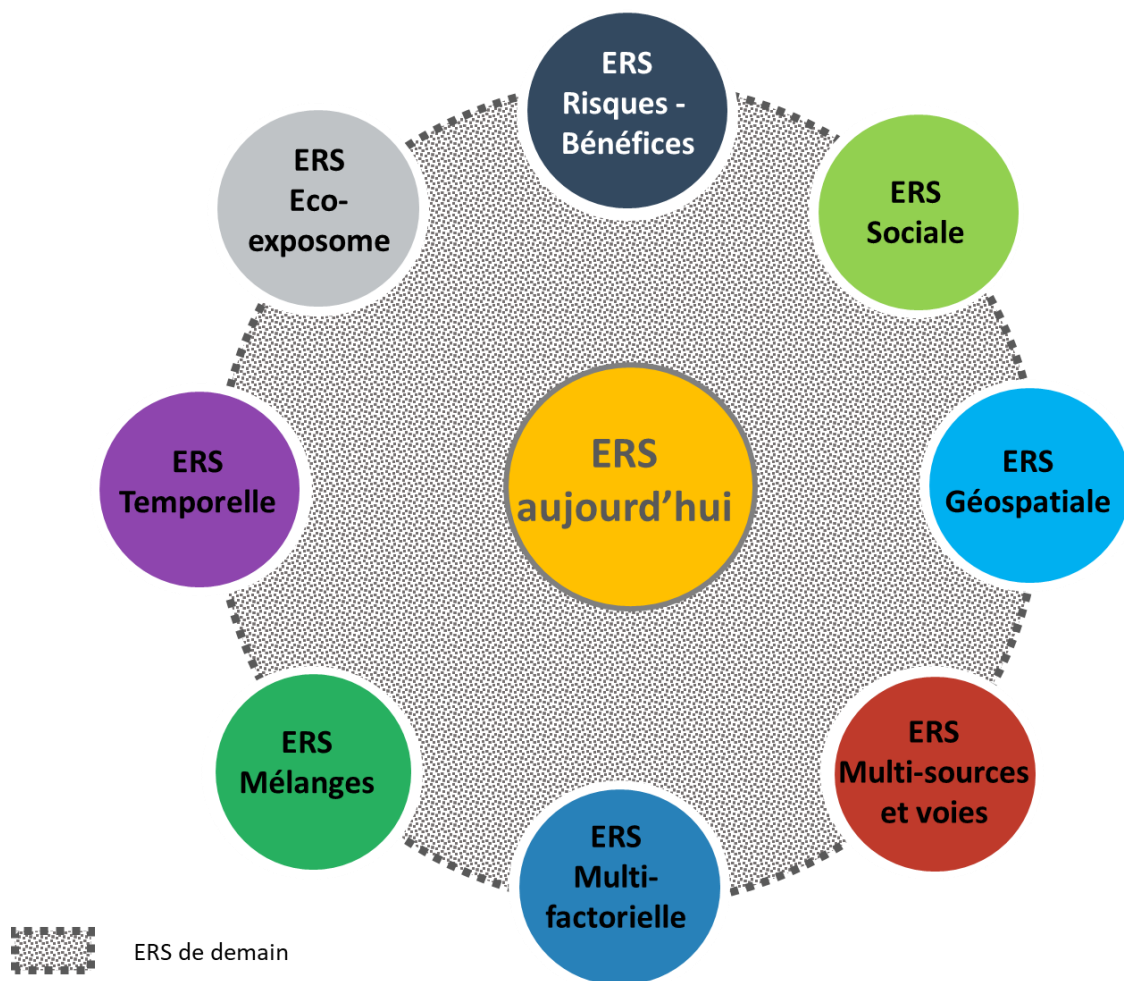 ERS
Risques -
Bénéfices
ERS
Eco-
exposome
ERS
Sociale
ERS
aujourd’hui
ERS
Temporelle
ERS
Géospatiale
ERS
Mélanges
ERS
Multi-sources
et voies
ERS
Multi-
factorielle
ERS de demain